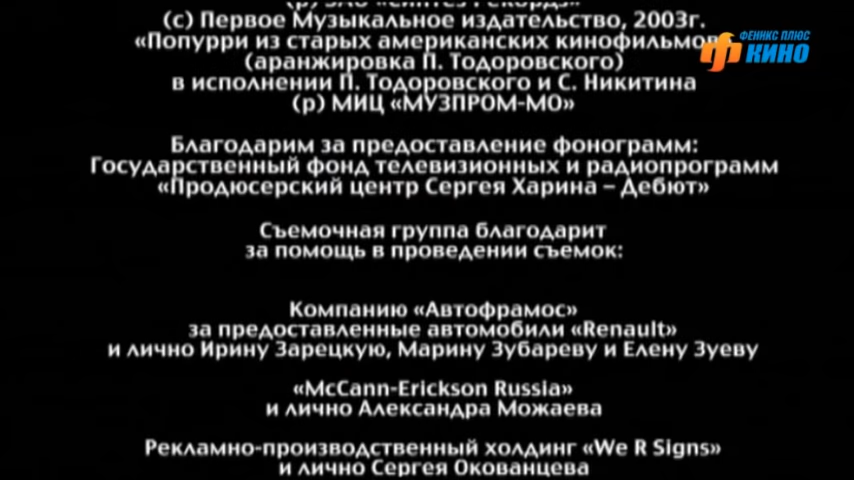 (р) ЗАО «Синтез Рекордз»
(с) Первое Музыкальное издательство, 2003г.
«Попурри из старых американских кинофильмов
(аранжировка П. Тодоровского)
в исполнении П. Тодоровского и С. Никитина
(р) МИЦ «МУЗПРОМ-МО»
Благодарим за предоставление фонограмм:
Государственный фонд телевизионных и радиопрограмм
«Продюсерский центр Сергея Харина – Дебют»
Съемочная группа благодарит
за помощь в проведении съемок:
Компанию «Автофрамос»
за предоставленные автомобили «Renault»
и лично Ирину Зарецкую, Марину Зубареву и Елену Зуеву
«McCann-Erickson Russia»
и лично Александра Можаева
Рекламно-производственный холдинг «We R Signs»
и лично Сергея Окованцева
ФЕНИКС ПЛЮС
КИНО